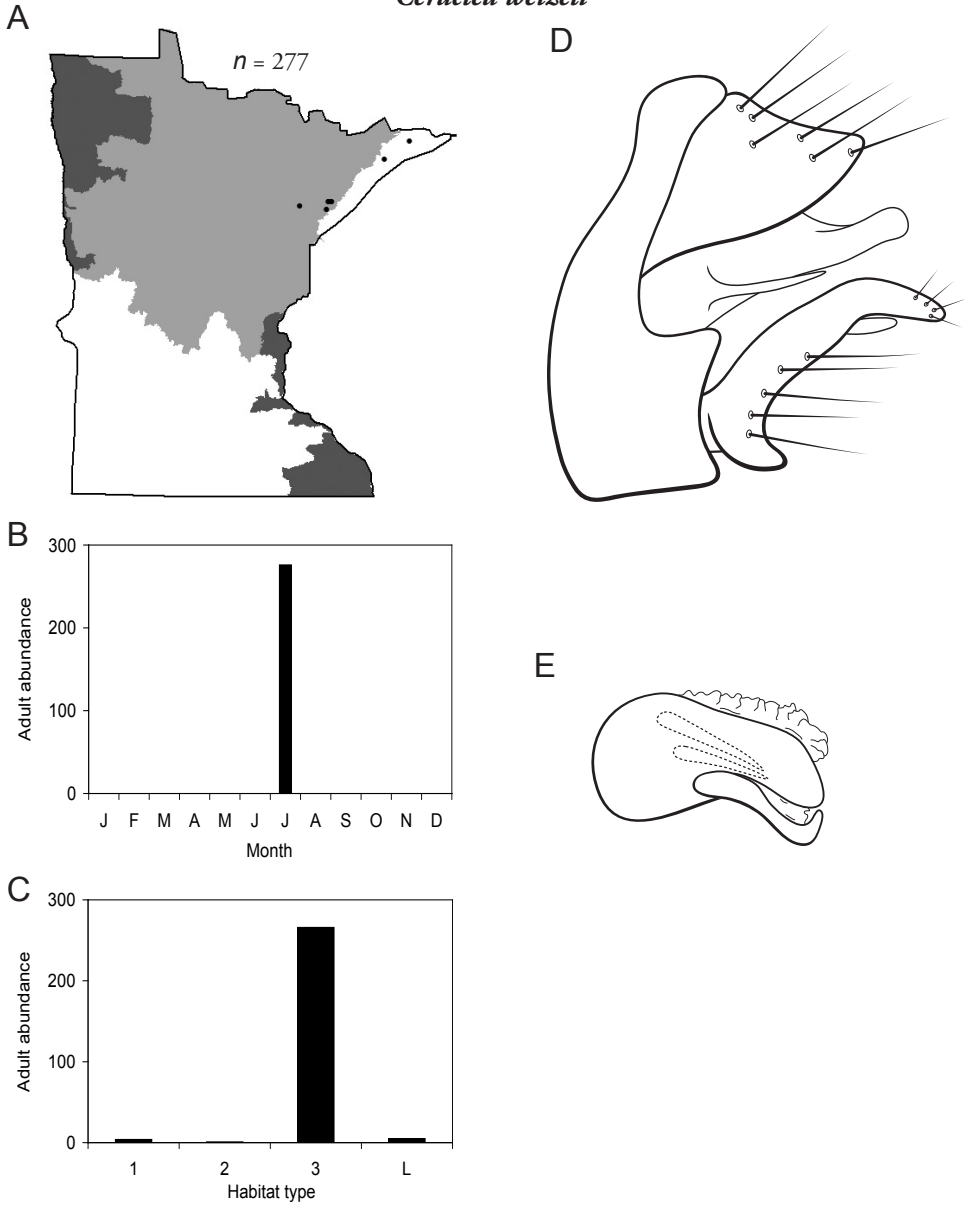 A
n = 277
D
B
300
200
100
0
Adult abundance
J F M A M J J A S O N D
Month
E
C
300
200
100
0
Adult abundance
1 2 3 L
Habitat type